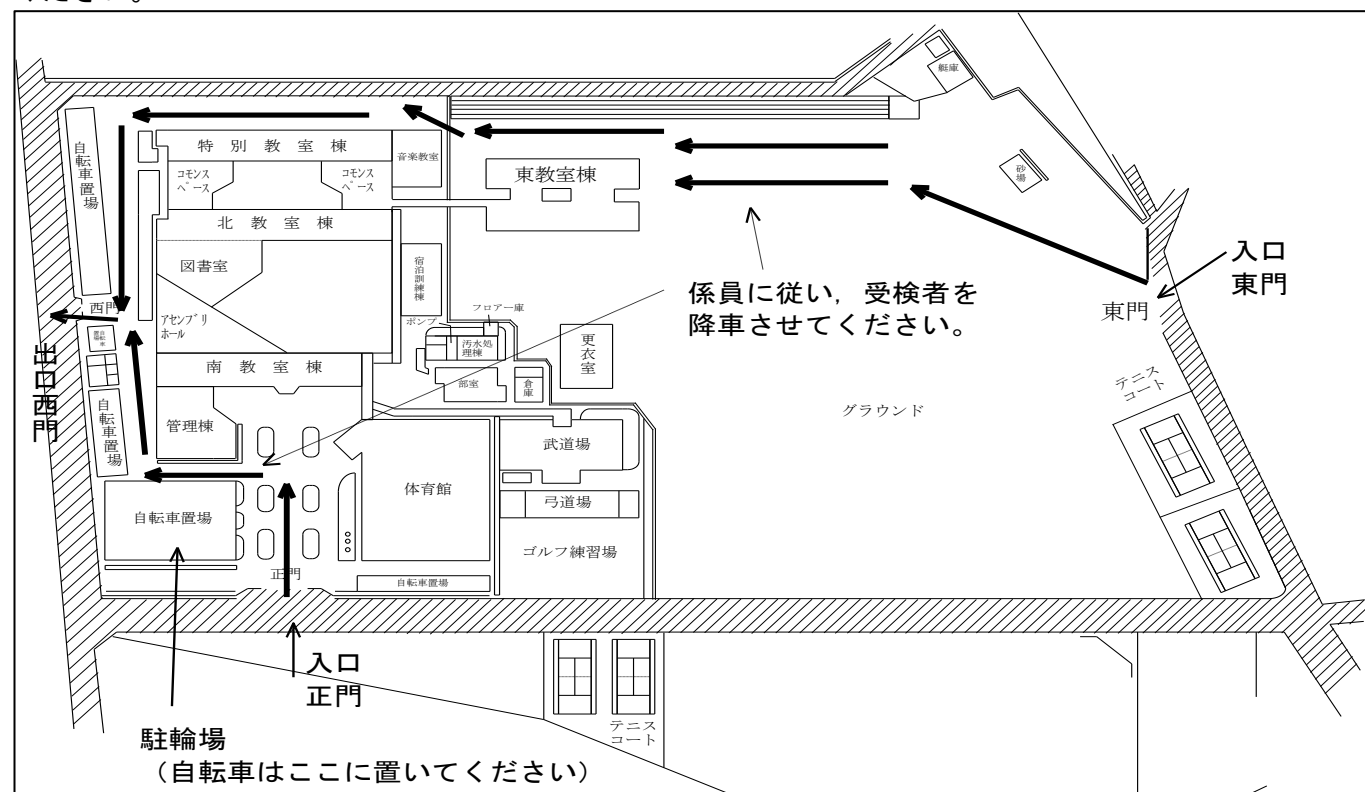 ください。
艇庫
自転車置場
特別教室棟
音楽教室
コモンス
ペース
コモンス
ペース
東教室棟
砂場
北教室棟
図書室
宿泊訓練棟
入口
東門
東門
係員に従い，受検者を
降車させてください。
西門
アセンブリ
ホール
ポンプ
フロアー庫
汚水処
理棟
更衣室
自転車
置場
出口西門
南教室棟
部室
倉庫
テニス
コート
グラウンド
自転車置場
管理棟
武道場
体育館
弓道場
自転車置場
ゴルフ練習場
正門
自転車置場
入口
正門
テニス
コート
駐輪場
（自転車はここに置いてください）